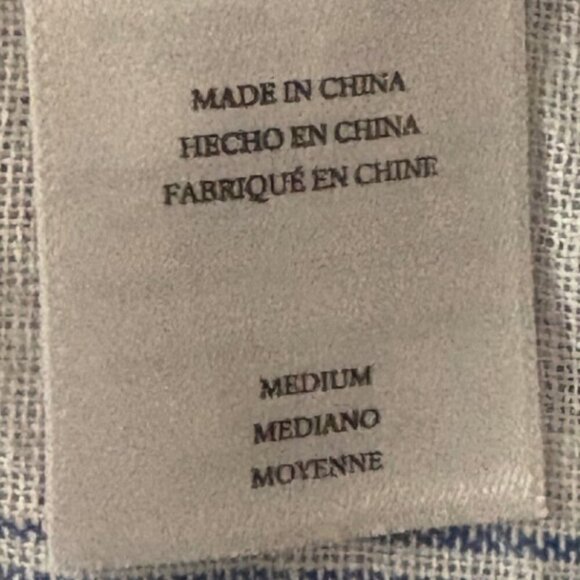 MADE IN CHINA
HECHO EN CHINA
FABRIQUÉ EN CHINE
MEDIUM
MEDIANO
MOYENNE